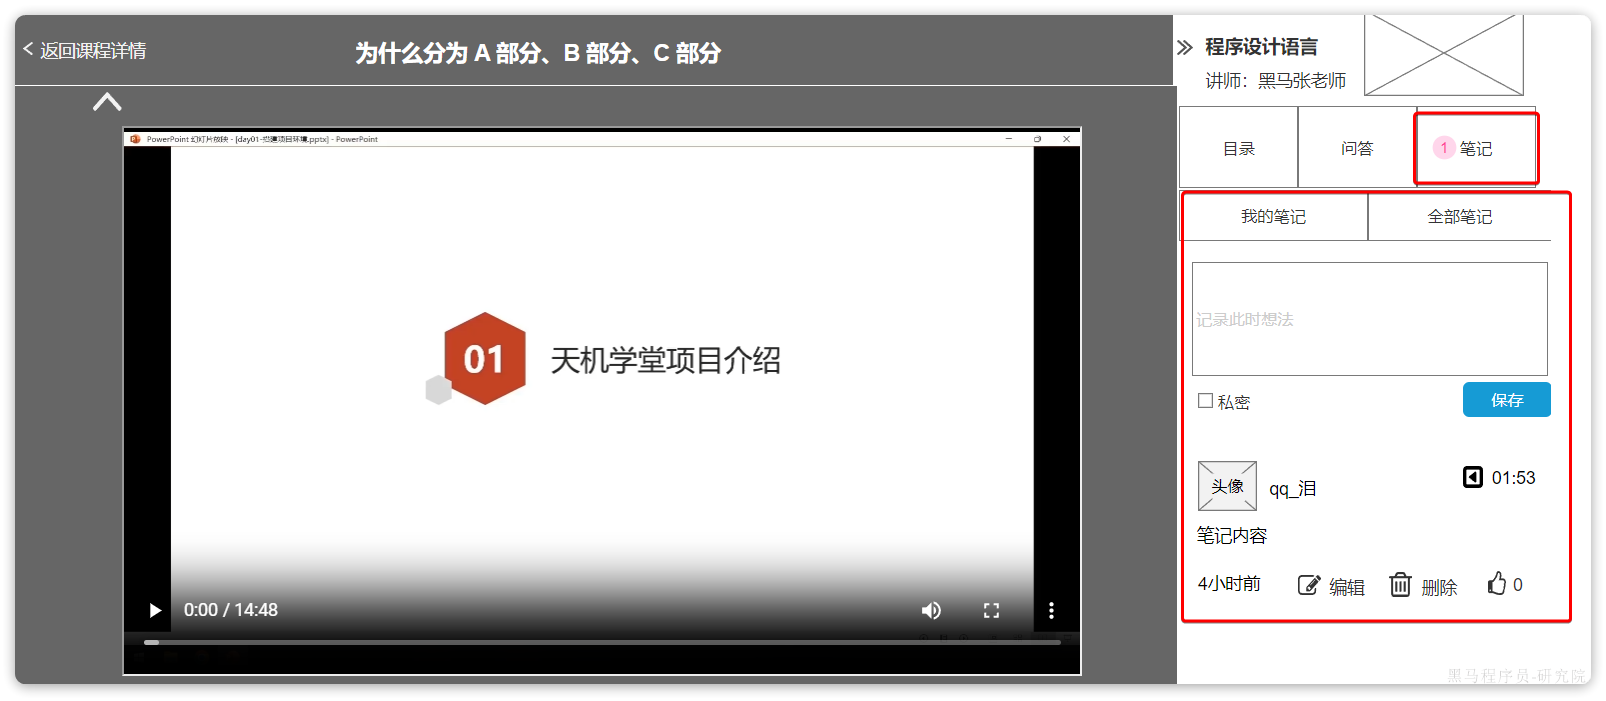 返回课程详情
为什么分为 A 部分、B 部分、C 部分
PowerPoint 幻灯片放映 - [day01-搭建项目环境.pptx] - PowerPoint
01 天机学堂项目介绍
0:00 / 14:48
程序设计语言
讲师：黑马张老师
目录 问答 1 笔记
我的笔记 全部笔记
记录此时想法
私密 保存
头像 qq_泪 01:53
笔记内容
4小时前 编辑 删除 0
黑马程序员-研究院